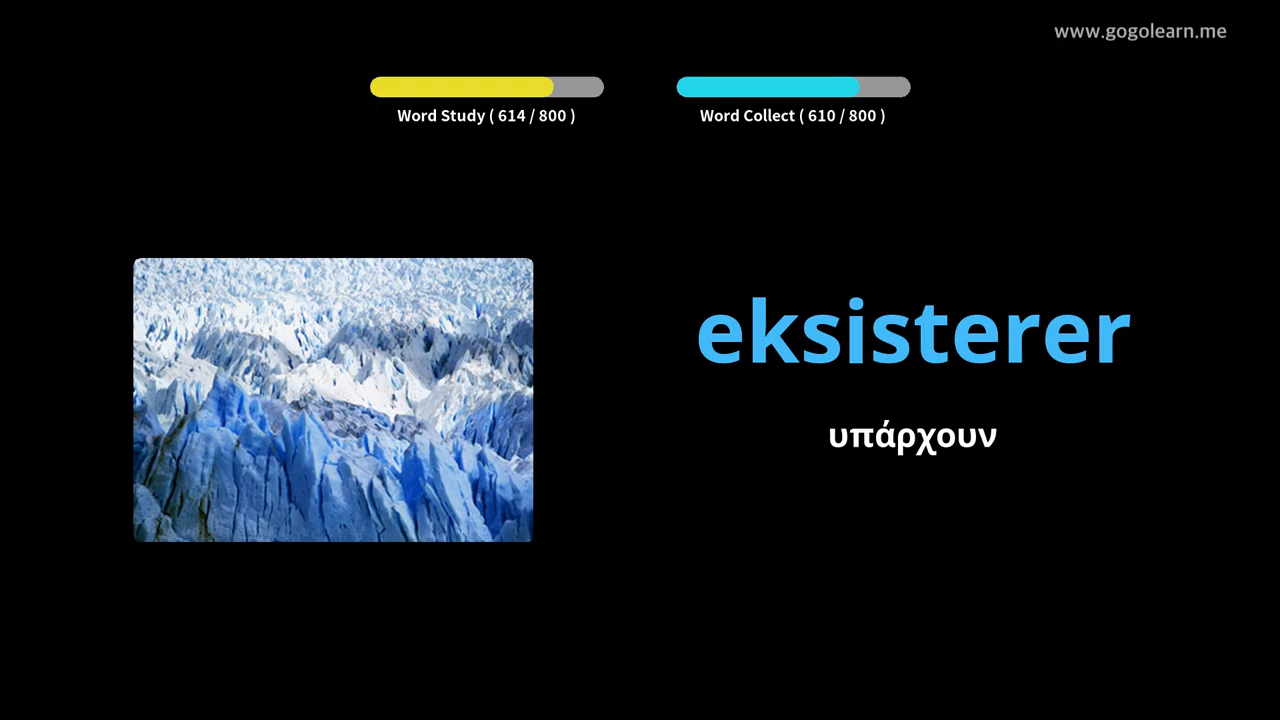 www.gogolearn.me
Word Study ( 614 / 800 )
Word Collect ( 610 / 800 )
eksisterer
υπάρχουν